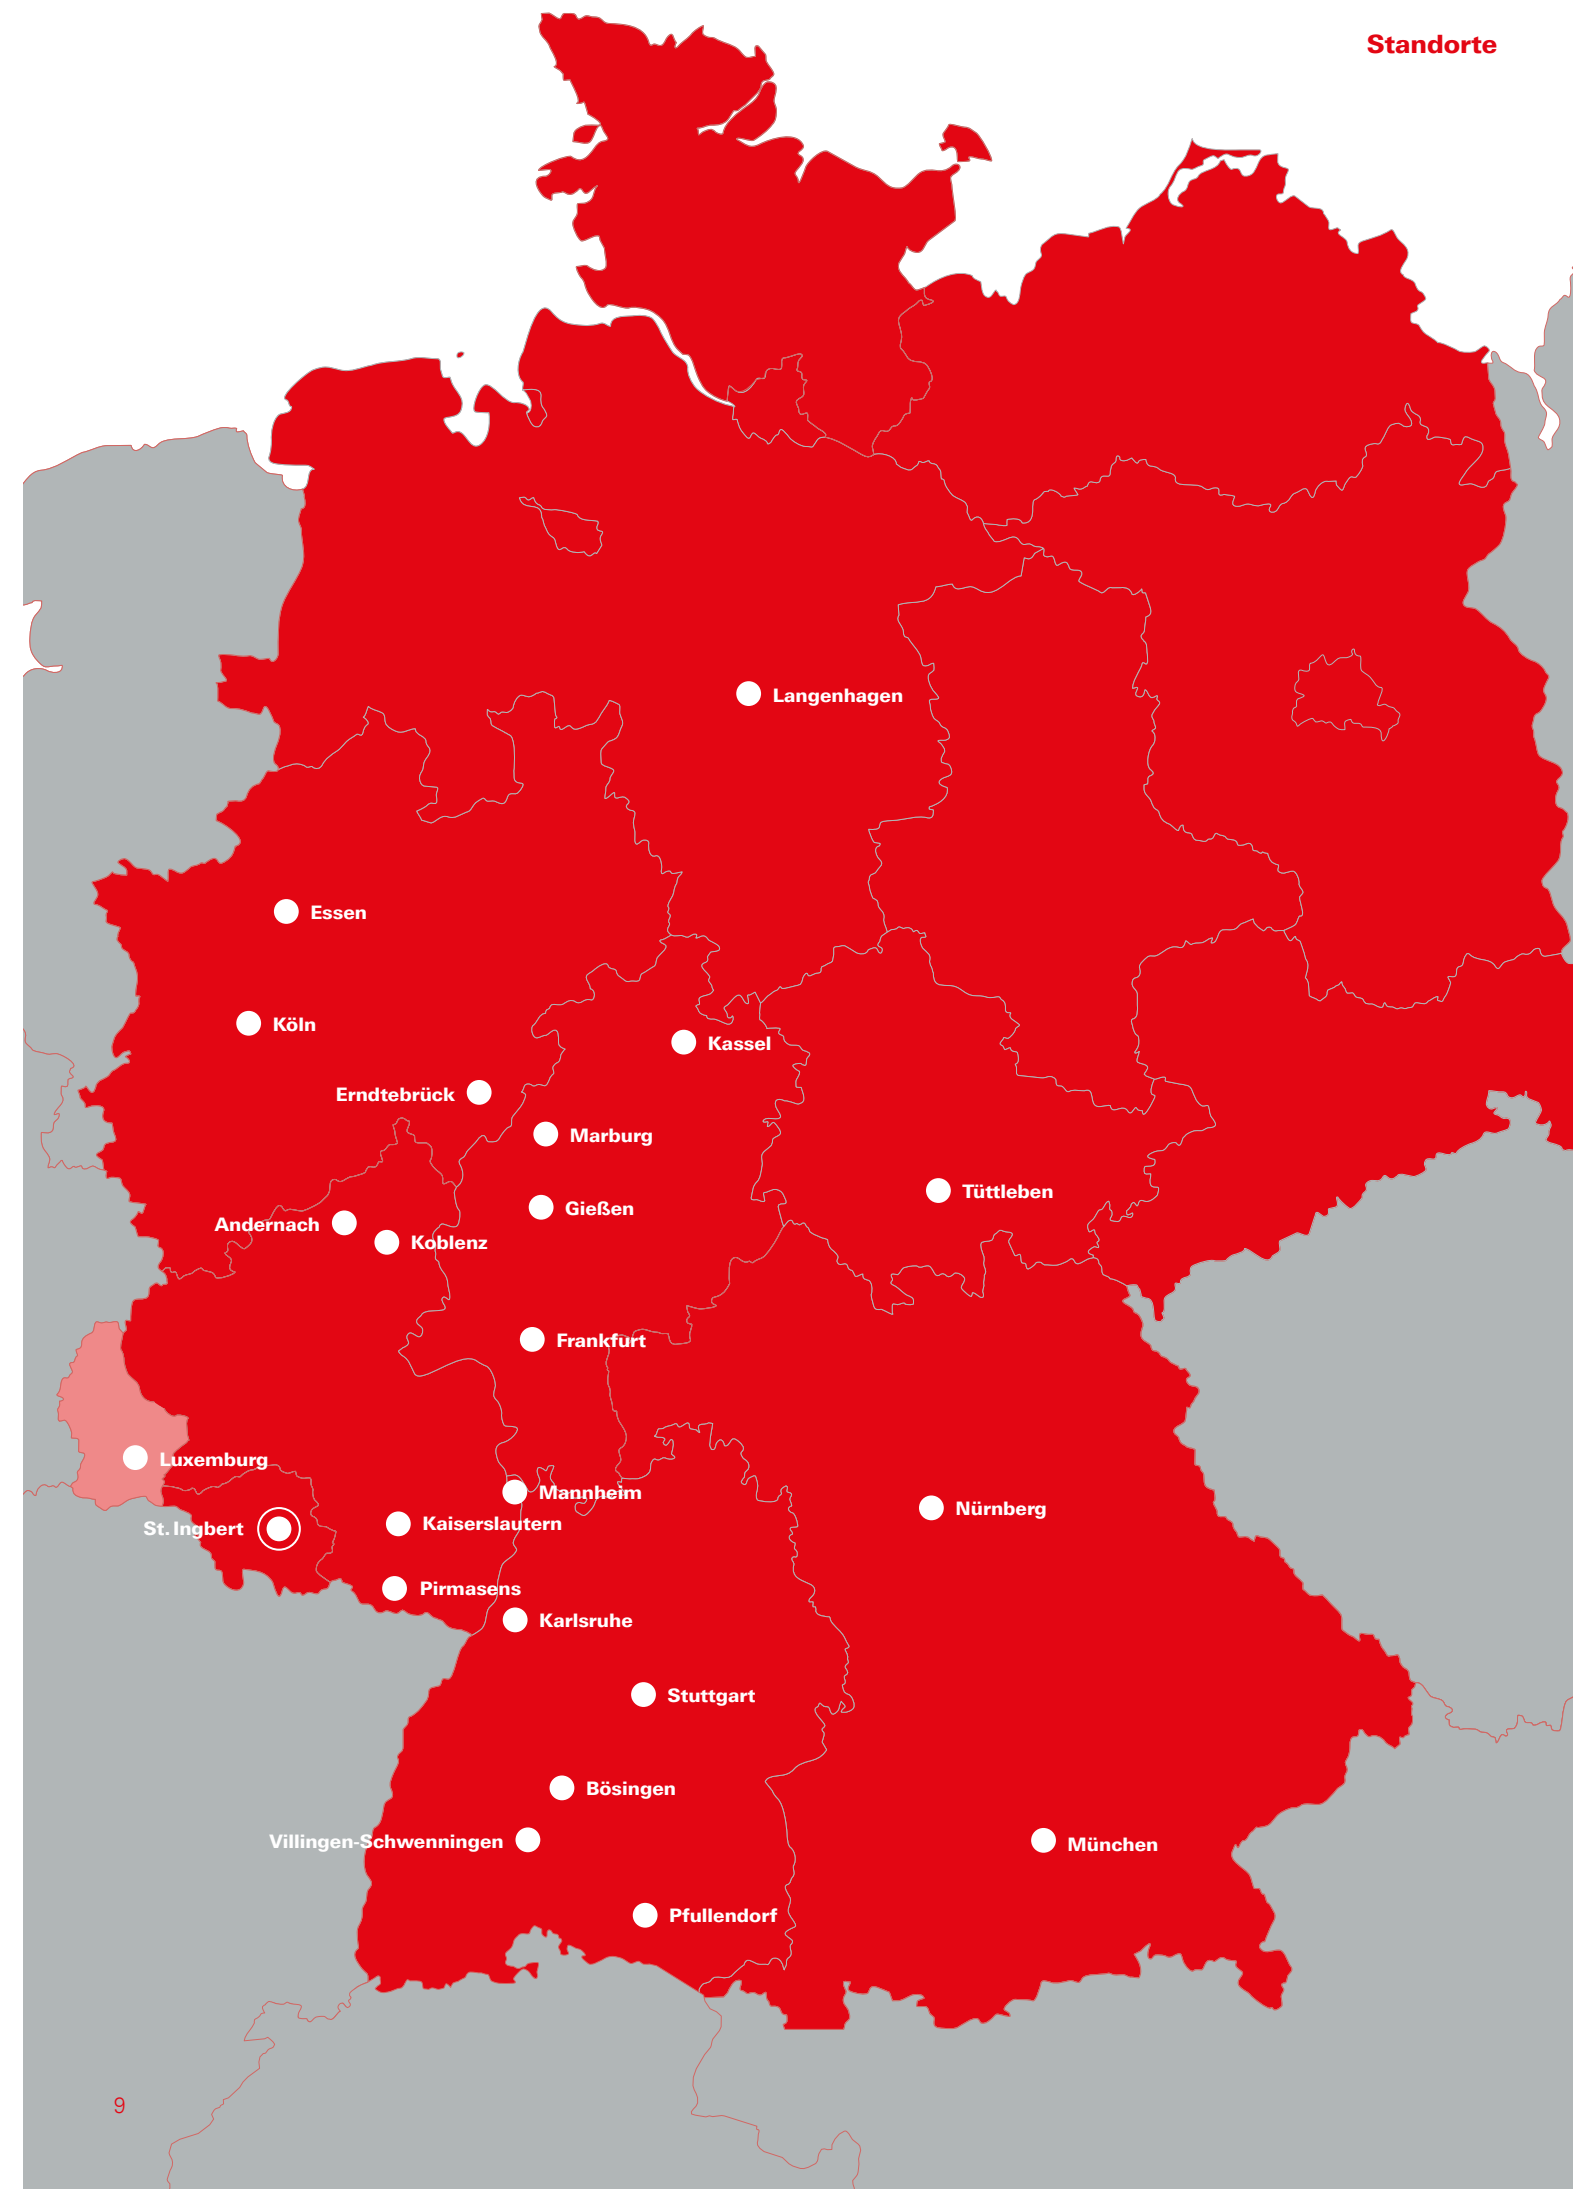 Standorte
Langenhagen
Essen
Köln
Kassel
Erndtebrück
Marburg
Tüttleben
Gießen
Andernach
Koblenz
Frankfurt
Luxemburg
Mannheim
Nürnberg
Kaiserslautern
St. Ingbert
Pirmasens
Karlsruhe
Stuttgart
Bösingen
Villingen-Schwenningen
München
Pfullendorf
9